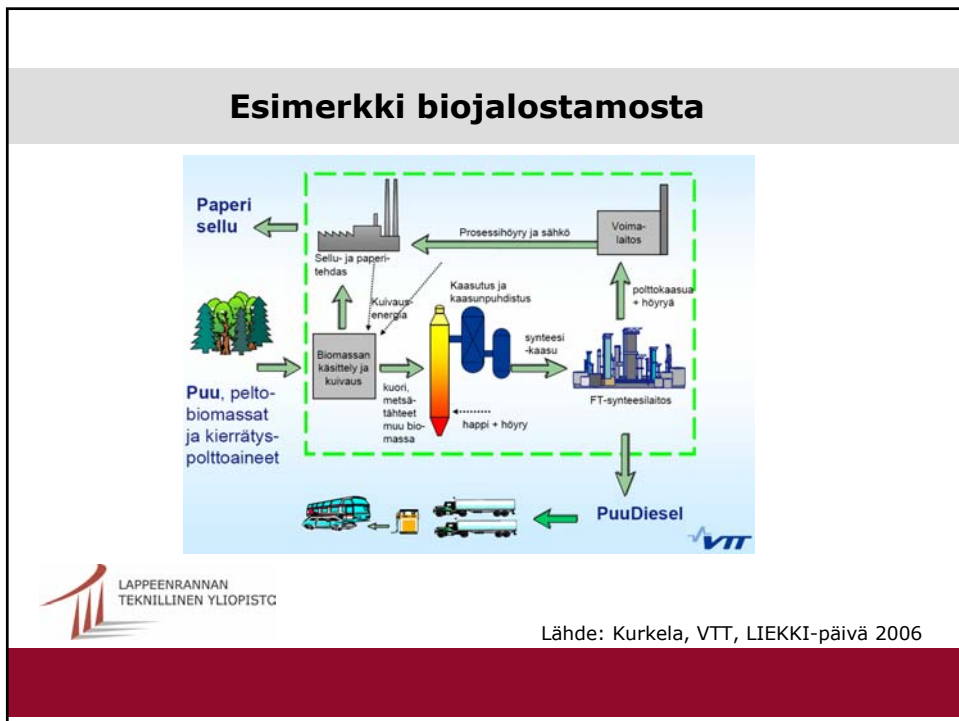 Esimerkki biojalostamosta
Paperi
sellu
Sellu- ja paperi-
tehdas
Prosessihöyry ja sähkö
Voima-
laitos
Kuivaus-
energia
Kaasutus ja
kaasunpuhdistus
polttokaasua
+ höyryä
Biomassan
käsittely ja
kuivaus
synteesi
-kaasu
Puu, pelto-
biomassat
ja kierrätys-
polttoaineet
kuori,
metsä-
tähteet
muu bio-
massa
happi + höyry
FT-synteesilaitos
PuuDiesel
VTT
LAPPEENRANNAN
TEKNILLINEN YLIOPISTO
Lähde: Kurkela, VTT, LIEKKI-päivä 2006